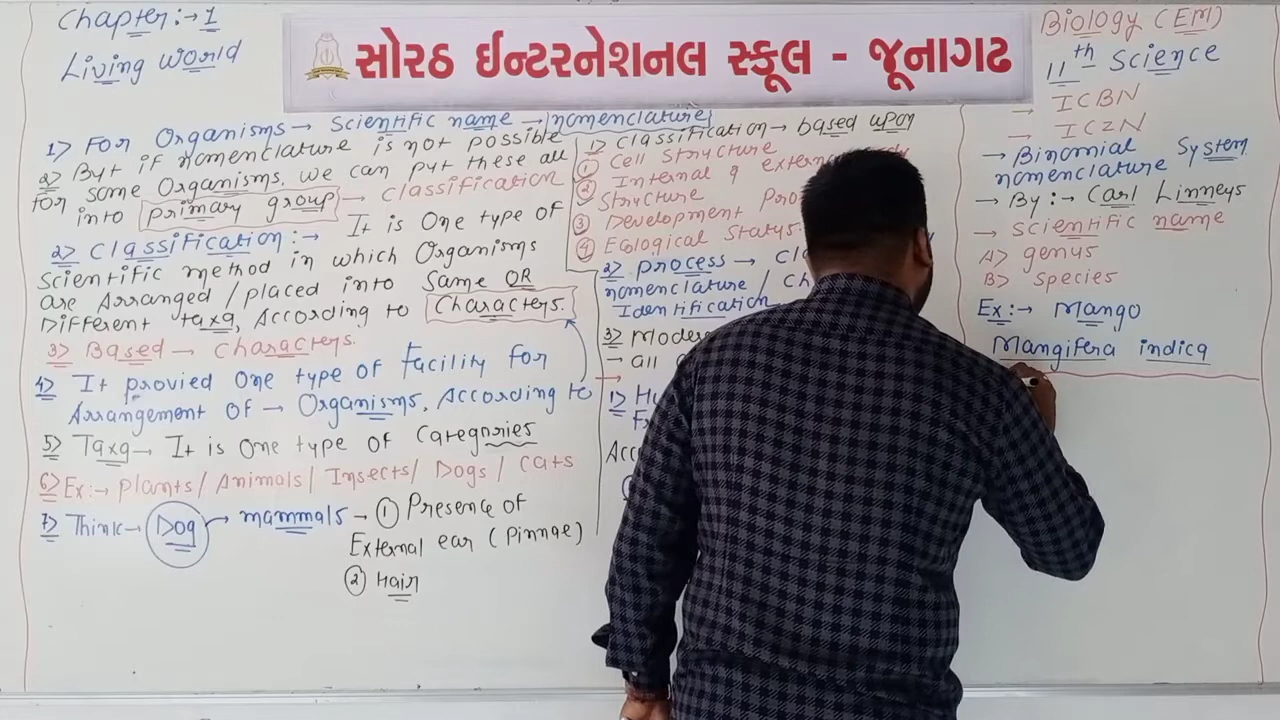 Chapter:→ 1
Living world
સોરઠ ઈન્ટરનેશનલ સ્કૂલ - જૂનાગઢ
1> For Organisms → Scientific name → nomenclature
2> But if nomenclature is not possible
For some Organisms. we can put these all
into primary group → classification
2> Classification:→ It is One type of
Scientific method in which Organisms
are Arranged / placed into Same OR
Different taxa, According to Characters.
3> Based → characters.
4> It provied One type of Facility For
Arrangement OF → Organisms, According to
5> Taxa → It is One type of Categnries
6> Ex:→ Plants / Animals / Insects / Dogs / cats
7> Think → Dog → mammals → ① Presence of
External ear (Pinnae)
② Hair
1> Classification → based upon
① Cell Structure
② Internal & external
Structure
③ Development
④ Ecological Status.
2> process →
nomenclature /
Identification
3>
→ all
1>
Biology (EM)
11th Science
→ ICBN
→ ICZN
→ Binomial System
nomenclature
→ By:→ Carl Linneus
→ Scientific name
A> genus
B> Species
Ex:→ Mango
Mangifera indica